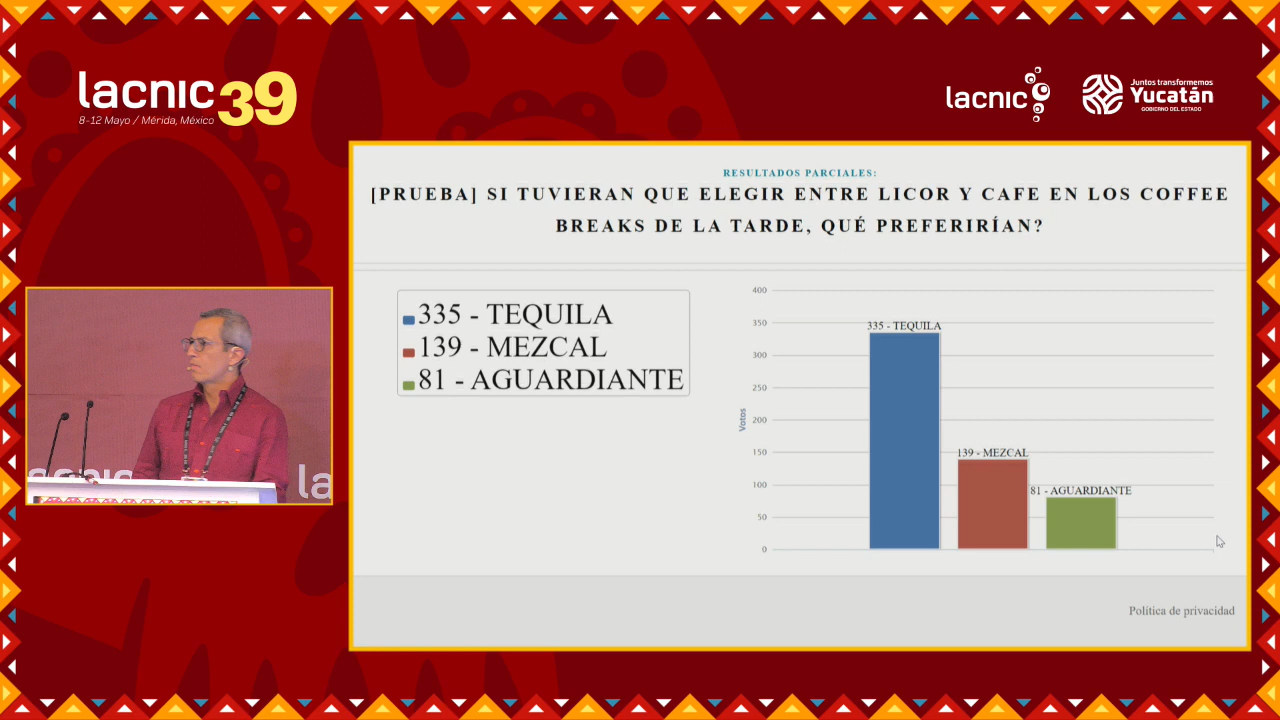 lacnic39
8-12 Mayo / Mérida, México
lacnic
Juntos transformemos
Yucatán
GOBIERNO DEL ESTADO
RESULTADOS PARCIALES:
[PRUEBA] SI TUVIERAN QUE ELEGIR ENTRE LICOR Y CAFE EN LOS COFFEE
BREAKS DE LA TARDE, QUÉ PREFERIRÍAN?
335 - TEQUILA
139 - MEZCAL
81 - AGUARDIANTE
Votos
400
350
300
250
200
150
100
50
0
335 - TEQUILA
139 - MEZCAL
81 - AGUARDIANTE
Política de privacidad
lacnic
la